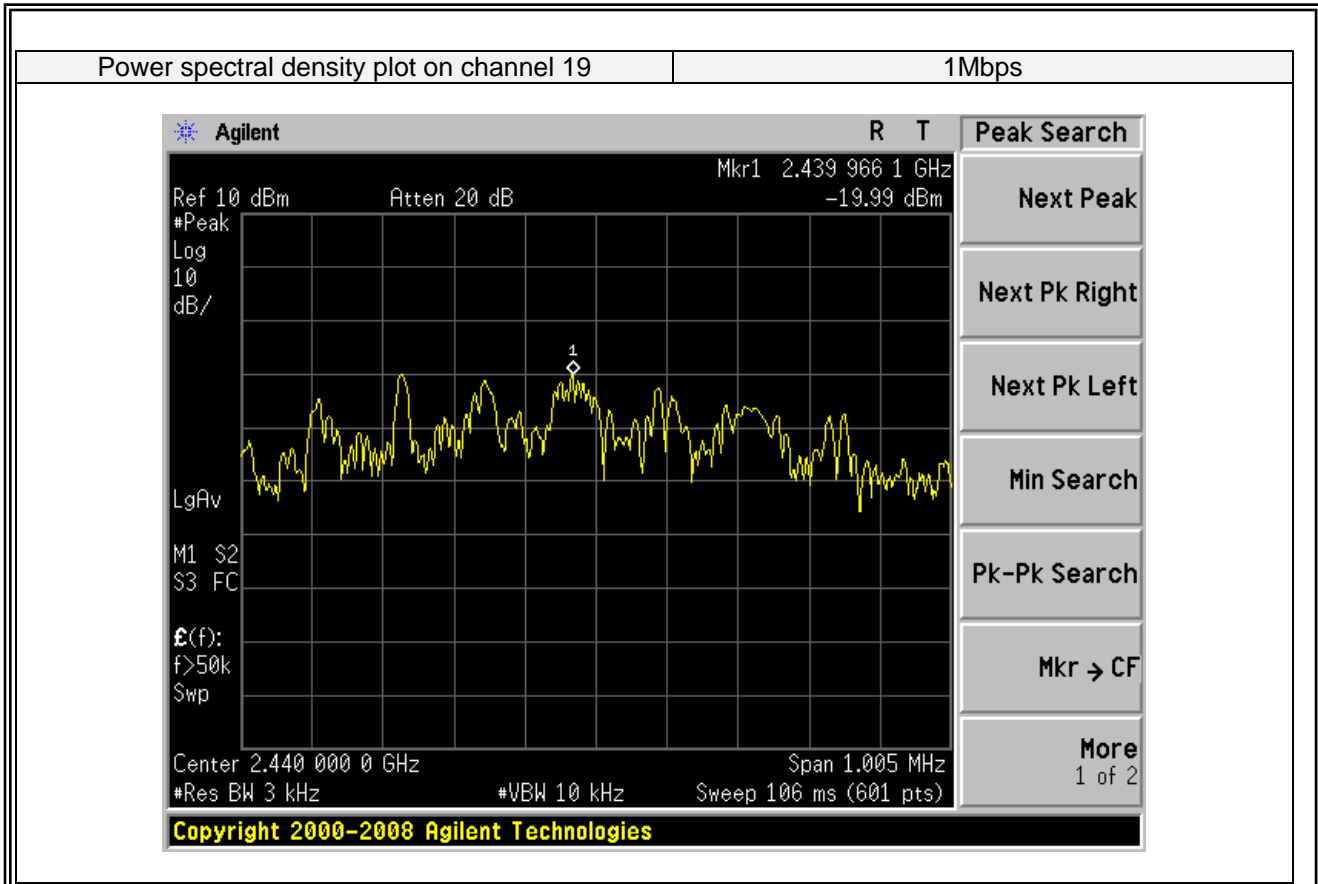 Power spectral density plot on channel 19 1Mbps
Agilent R T Peak Search
Mkr1 2.439 966 1 GHz
Ref 10 dBm Atten 20 dB -19.99 dBm
#Peak
Log
10
dB/
1
LgAv
M1 S2
S3 FC
£(f):
f>50k
Swp
Center 2.440 000 0 GHz Span 1.005 MHz
#Res BW 3 kHz #VBW 10 kHz Sweep 106 ms (601 pts)
Next Peak
Next Pk Right
Next Pk Left
Min Search
Pk-Pk Search
Mkr → CF
More
1 of 2
Copyright 2000-2008 Agilent Technologies